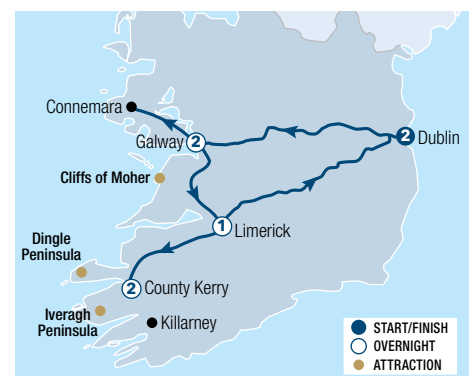 Connemara
Galway 2
2 Dublin
Cliffs of Moher
1
Limerick
Dingle
Peninsula
2 County Kerry
Iveragh
Peninsula
Killarney
START/FINISH
OVERNIGHT
ATTRACTION